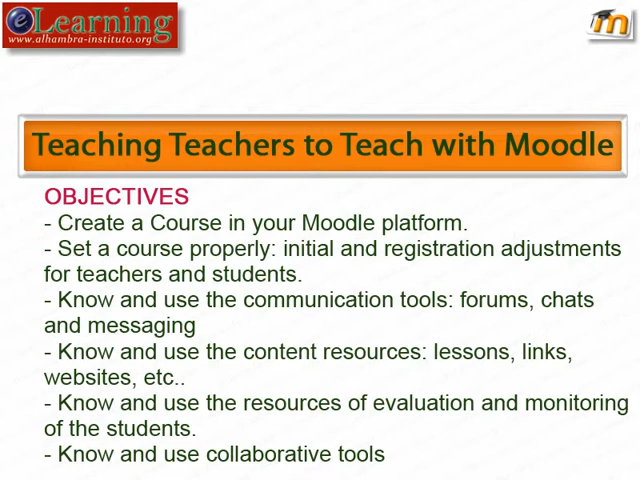 eLearning
www.alhambra-instituto.org
m
Teaching Teachers to Teach with Moodle
OBJECTIVES
- Create a Course in your Moodle platform.
- Set a course properly: initial and registration adjustments
for teachers and students.
- Know and use the communication tools: forums, chats
and messaging
- Know and use the content resources: lessons, links,
websites, etc..
- Know and use the resources of evaluation and monitoring
of the students.
- Know and use collaborative tools